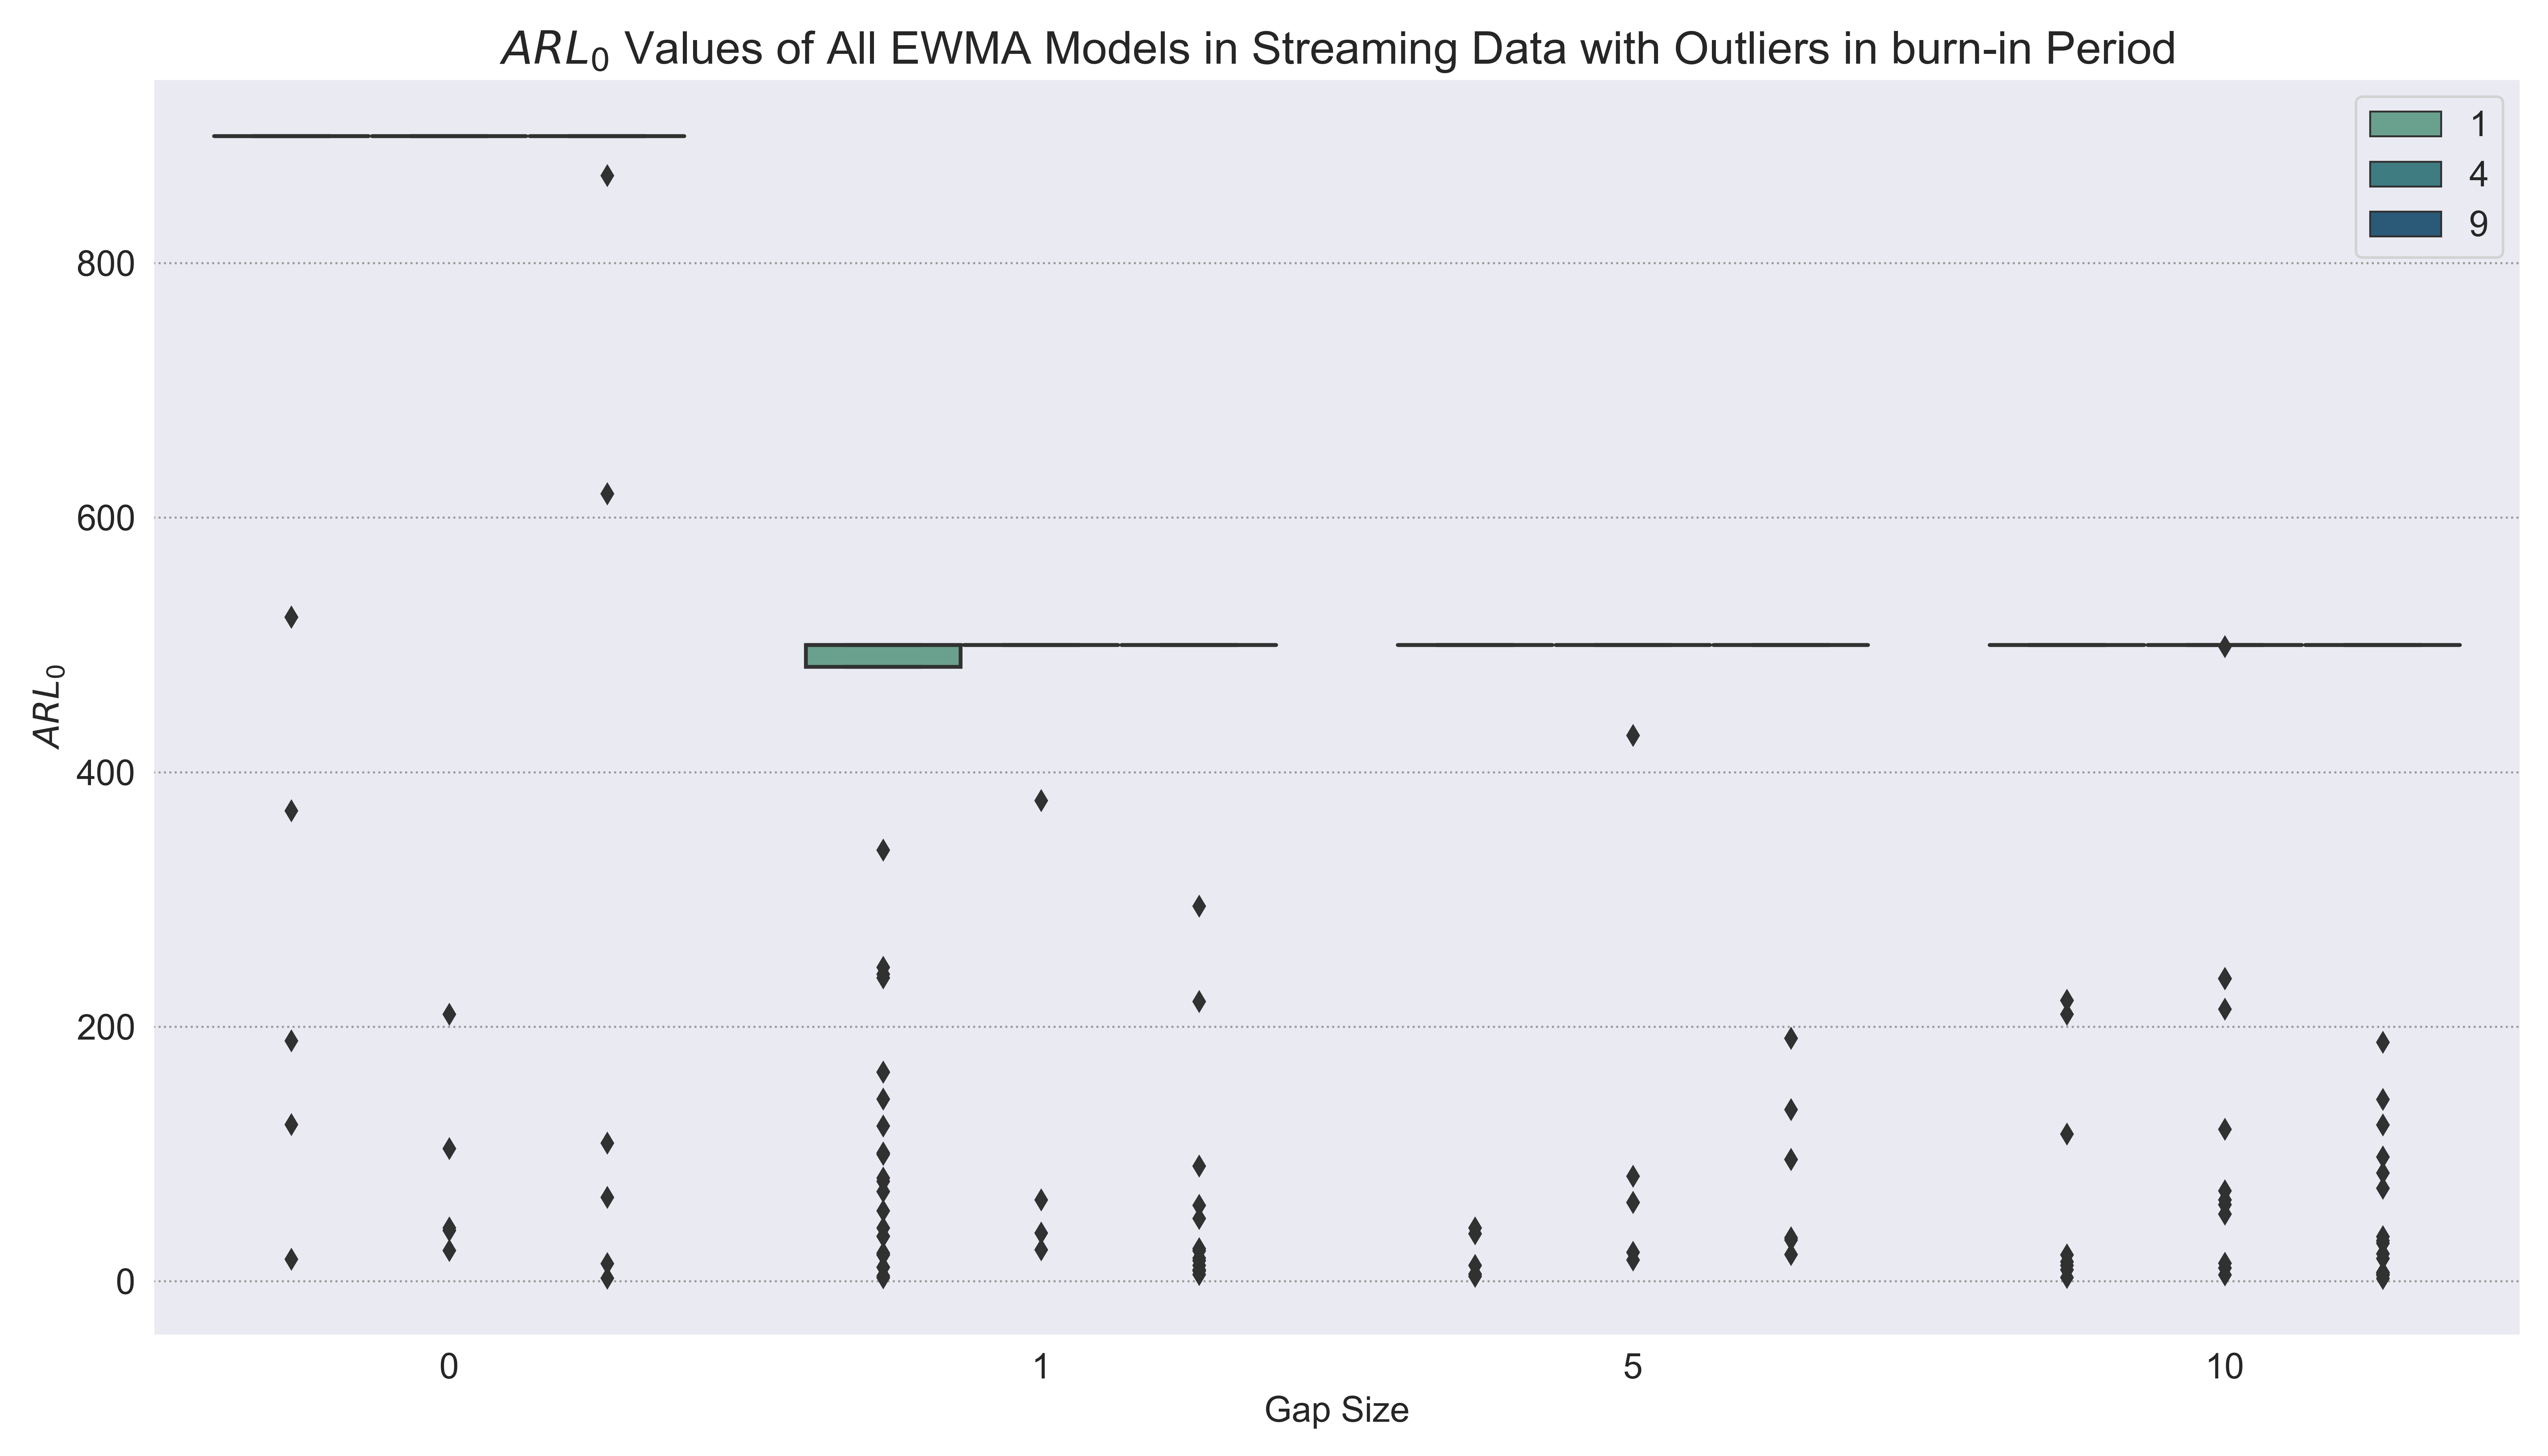 ARL₀ Values of All EWMA Models in Streaming Data with Outliers in burn-in Period
1
4
9
800
600
400
200
0
ARL₀
0 1 5 10
Gap Size